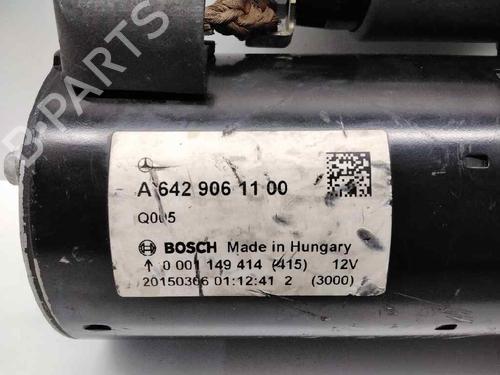 B-PARTS
A 642 906 11 00
Q005
BOSCH Made in Hungary
↑ 0 001 149 414 (415) 12V
20150306 01:12:41 2 (3000)